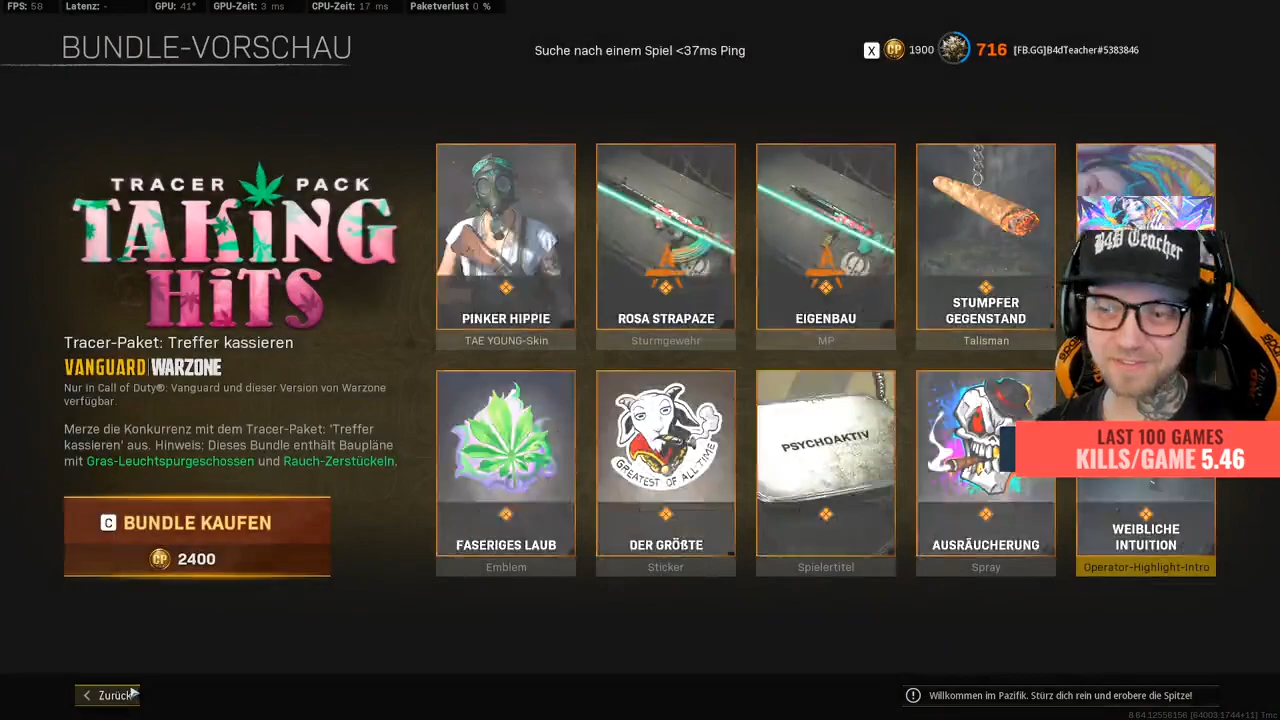 FPS: 58 Latenz: - GPU: 41° GPU-Zeit: 3 ms CPU-Zeit: 17 ms Paketverlust 0 %
BUNDLE-VORSCHAU
Suche nach einem Spiel <37ms Ping
X CP 1900 716 [FB.GG]B4dTeacher#5383846
TRACER PACK
TAKING
HITS
Tracer-Paket: Treffer kassieren
VANGUARD | WARZONE
Nur in Call of Duty®: Vanguard und dieser Version von Warzone
verfügbar.
Merze die Konkurrenz mit dem Tracer-Paket: 'Treffer
kassieren' aus. Hinweis: Dieses Bundle enthält Baupläne
mit Gras-Leuchtspurgeschossen und Rauch-Zerstückeln.
C BUNDLE KAUFEN
CP 2400
PINKER HIPPIE
TAE YOUNG-Skin
ROSA STRAPAZE
Sturmgewehr
EIGENBAU
MP
STUMPFER
GEGENSTAND
Talisman
B4D Teacher
FASERIGES LAUB
Emblem
GREATEST OF ALL TIME
DER GRÖßTE
Sticker
PSYCHOAKTIV
Spielertitel
AUSRÄUCHERUNG
Spray
LAST 100 GAMES
KILLS/GAME 5.46
WEIBLICHE
INTUITION
Operator-Highlight-Intro
< Zurück
Willkommen im Pazifik. Stürz dich rein und erobere die Spitze!